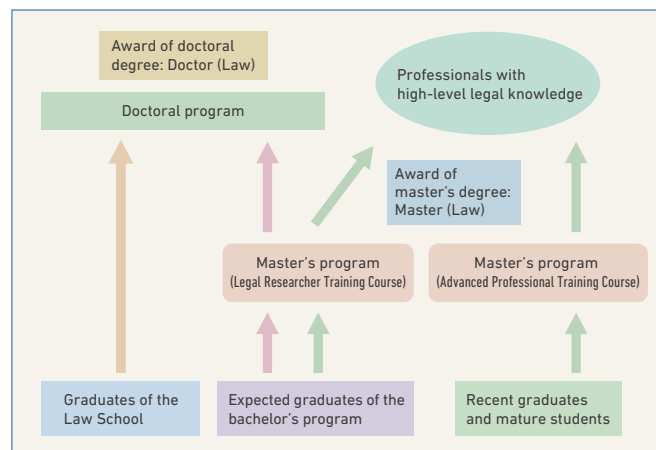 Award of doctoral
degree: Doctor (Law)
Doctoral program
Professionals with
high-level legal knowledge
Award of
master's degree:
Master (Law)
Master's program
(Legal Researcher Training Course)
Master's program
(Advanced Professional Training Course)
Graduates of the
Law School
Expected graduates of the
bachelor's program
Recent graduates
and mature students